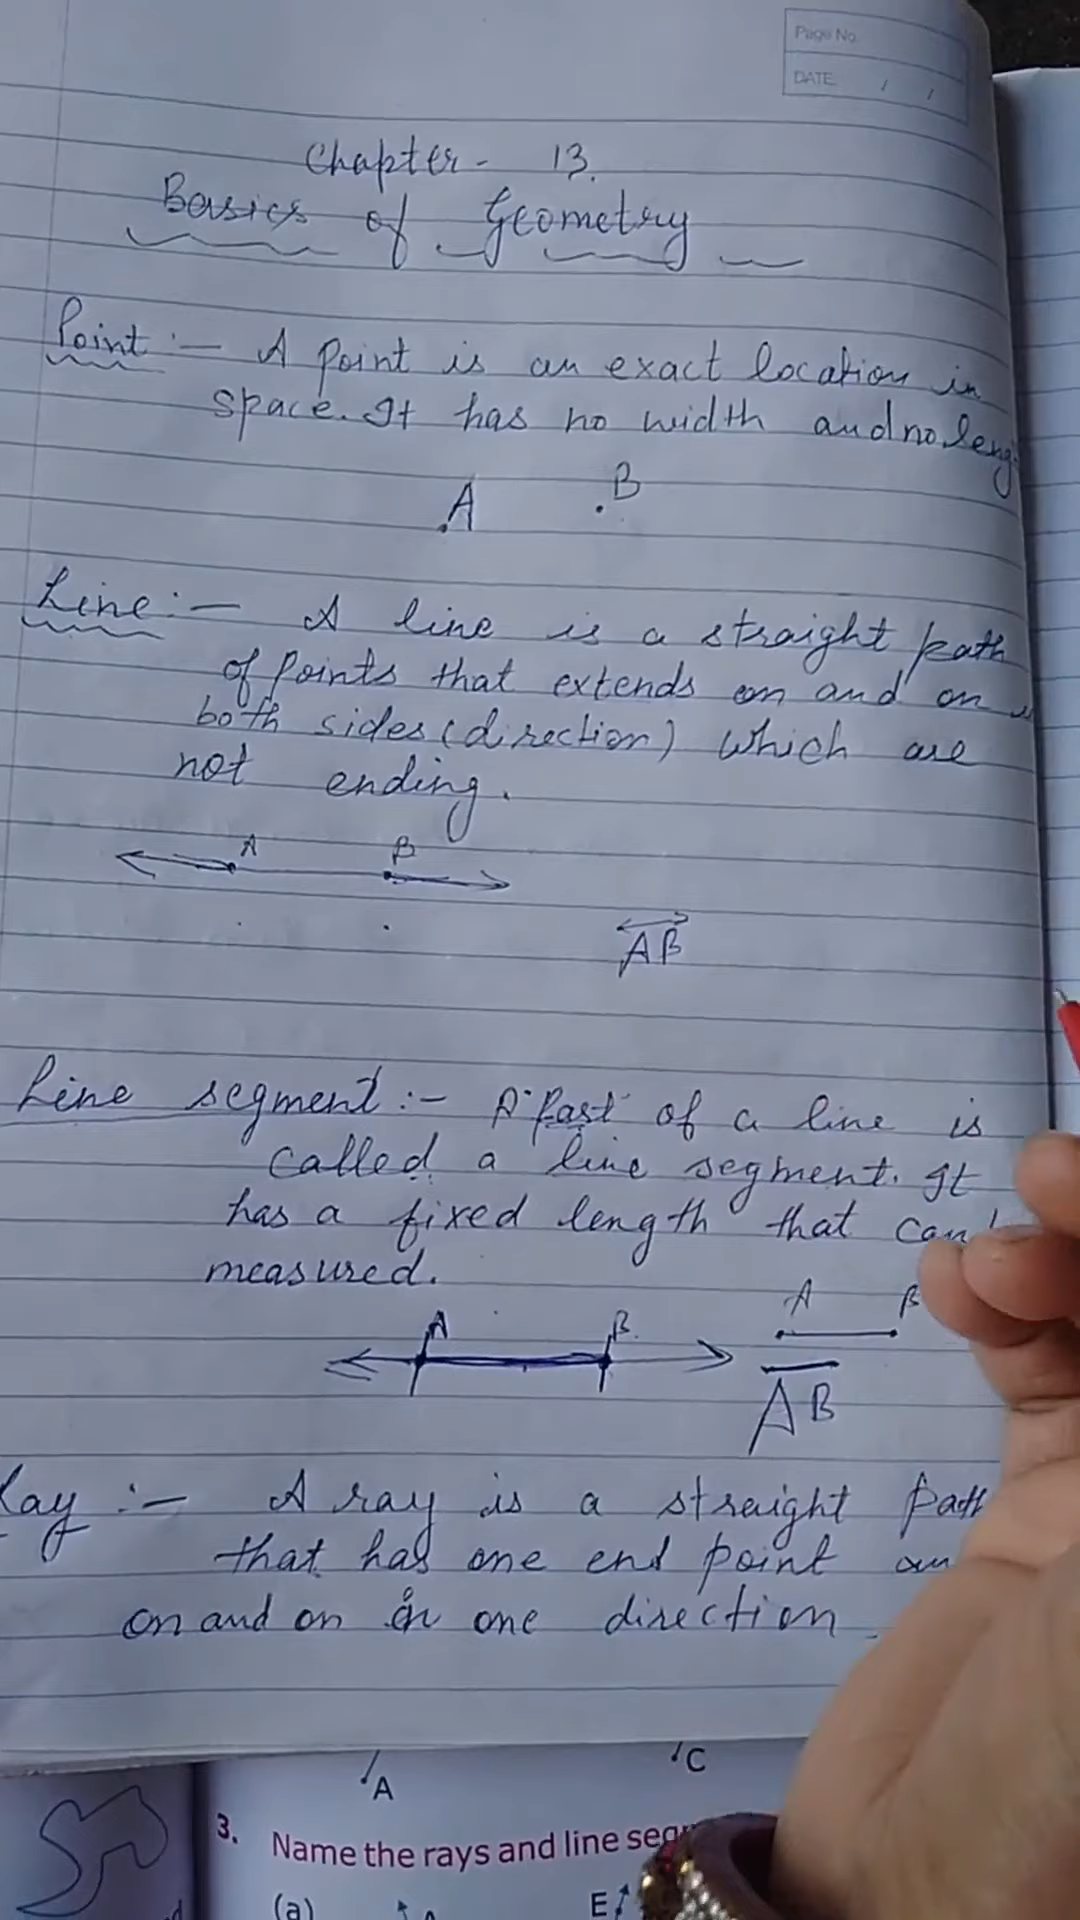 Page No.
DATE / /
Chapter - 13.
Basics of Geometry
Point :- A point is an exact location in
space. It has no width and no leng
A B
Line :- A line is a straight path
of points that extends on and on
both sides (direction) which are
not ending.
A B
AB
Line segment :- A Part of a line is
called a line segment. It
has a fixed length that can
measured.
A B
A B
AB
Ray :- A ray is a straight path
that has one end point
on and on in one direction
A C
3. Name the rays and line seg
(a) A E